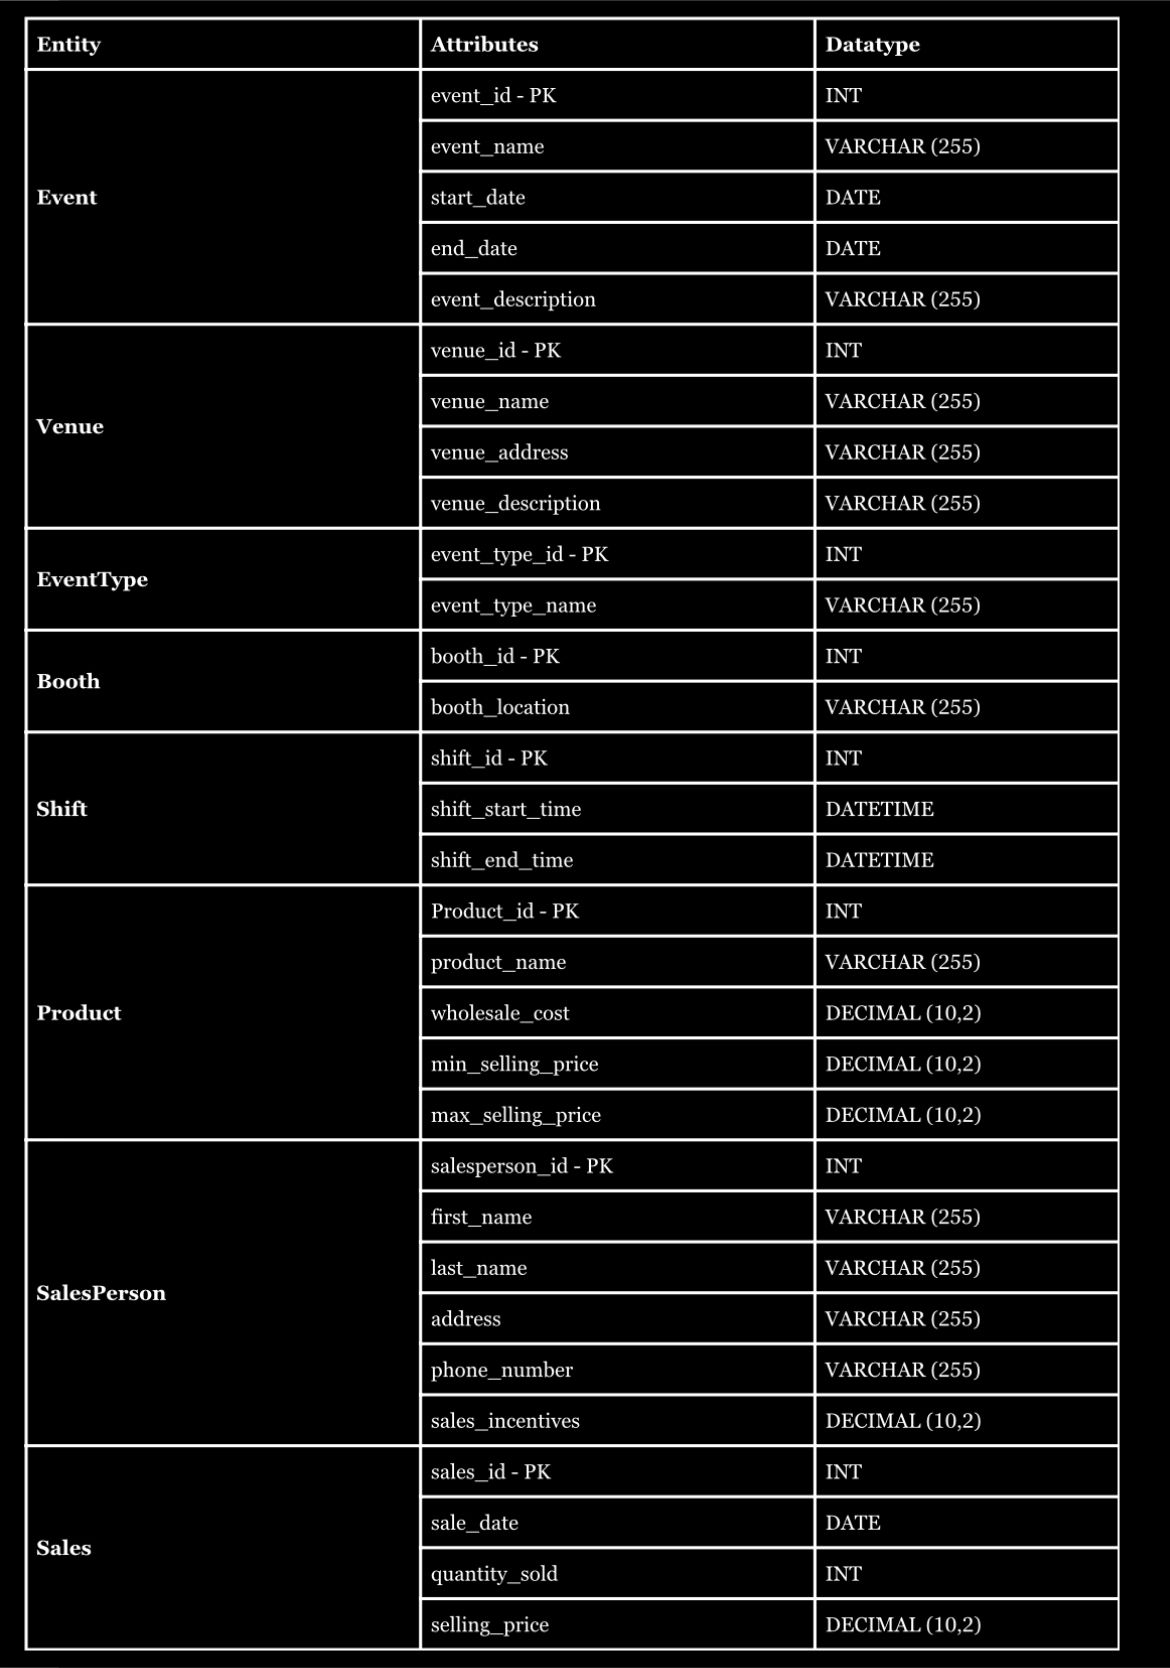 Entity Attributes Datatype
event_id - PK INT
event_name VARCHAR (255)
Event start_date DATE
end_date DATE
event_description VARCHAR (255)
venue_id - PK INT
venue_name VARCHAR (255)
Venue
venue_address VARCHAR (255)
venue_description VARCHAR (255)
event_type_id - PK INT
EventType
event_type_name VARCHAR (255)
booth_id - PK INT
Booth
booth_location VARCHAR (255)
shift_id - PK INT
Shift shift_start_time DATETIME
shift_end_time DATETIME
Product_id - PK INT
product_name VARCHAR (255)
Product wholesale_cost DECIMAL (10,2)
min_selling_price DECIMAL (10,2)
max_selling_price DECIMAL (10,2)
salesperson_id - PK INT
first_name VARCHAR (255)
last_name VARCHAR (255)
SalesPerson
address VARCHAR (255)
phone_number VARCHAR (255)
sales_incentives DECIMAL (10,2)
sales_id - PK INT
sale_date DATE
Sales
quantity_sold INT
selling_price DECIMAL (10,2)